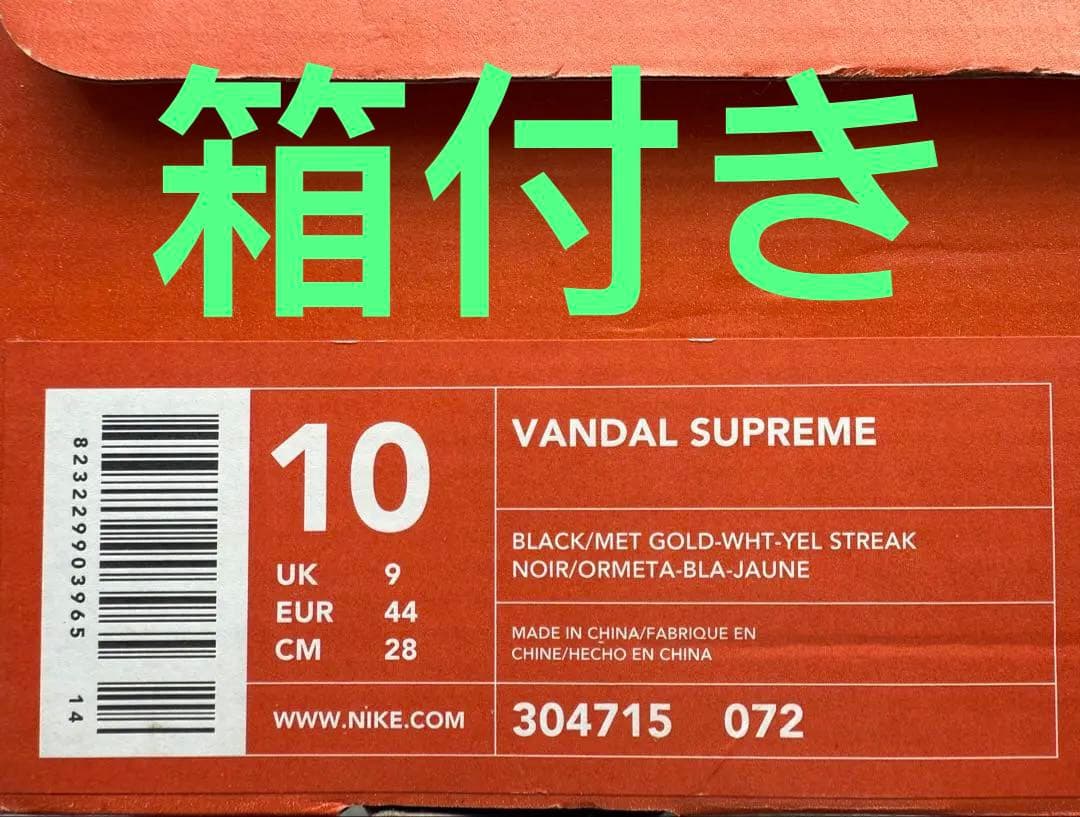 箱付き
823229903965 14
10
UK 9
EUR 44
CM 28
WWW.NIKE.COM
VANDAL SUPREME
BLACK/MET GOLD-WHT-YEL STREAK
NOIR/ORMETA-BLA-JAUNE
MADE IN CHINA/FABRIQUE EN
CHINE/HECHO EN CHINA
304715 072